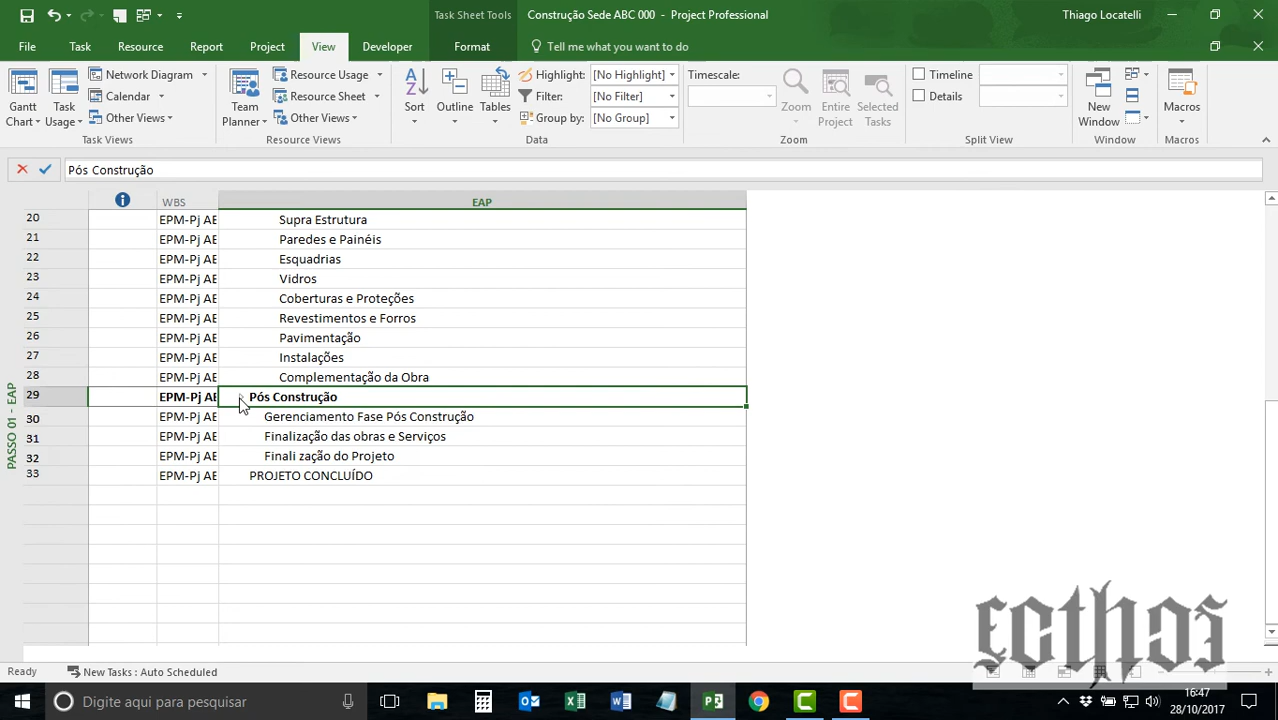 Task Sheet Tools
Construção Sede ABC 000 - Project Professional
Thiago Locatelli
File Task Resource Report Project View Developer Format Tell me what you want to do
Gantt Chart
Task Usage
Network Diagram
Calendar
Other Views
Task Views
Team Planner
Resource Usage
Resource Sheet
Other Views
Resource Views
Sort
Outline
Tables
Highlight: [No Highlight]
Filter: [No Filter]
Group by: [No Group]
Data
Timescale:
Zoom
Entire Project
Selected Tasks
Zoom
Timeline
Details
Split View
New Window
Window
Macros
Macros
Pós Construção
WBS EAP
20 EPM-Pj AE Supra Estrutura
21 EPM-Pj AE Paredes e Painéis
22 EPM-Pj AE Esquadrias
23 EPM-Pj AE Vidros
24 EPM-Pj AE Coberturas e Proteções
25 EPM-Pj AE Revestimentos e Forros
26 EPM-Pj AE Pavimentação
27 EPM-Pj AE Instalações
28 EPM-Pj AE Complementação da Obra
29 EPM-Pj AE Pós Construção
30 EPM-Pj AE Gerenciamento Fase Pós Construção
31 EPM-Pj AE Finalização das obras e Serviços
32 EPM-Pj AE Finali zação do Projeto
33 EPM-Pj AE PROJETO CONCLUÍDO
PASSO 01 - EAP
Ready New Tasks : Auto Scheduled
Digite aqui para pesquisar
16:47
28/10/2017